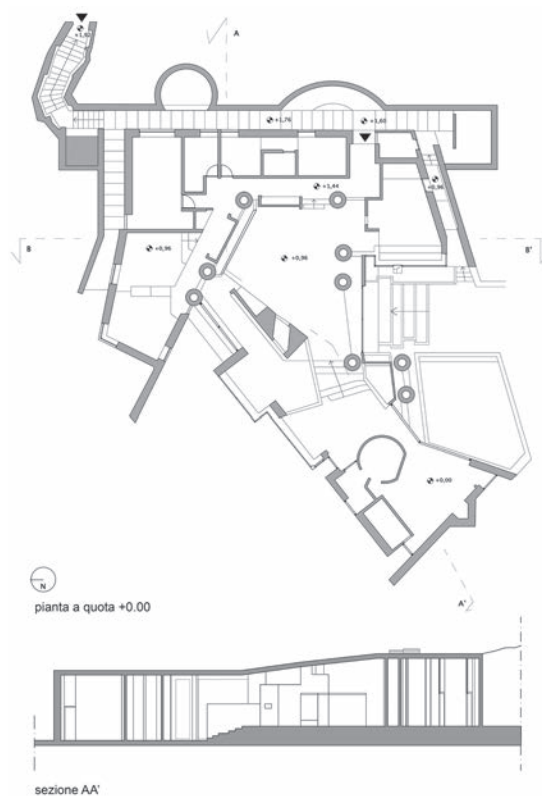 +1,92
A
+1,76
+1,60
+1,44
+0,96
B
+0,96
+0,96
B'
+0,00
N
A'
pianta a quota +0.00
sezione AA'